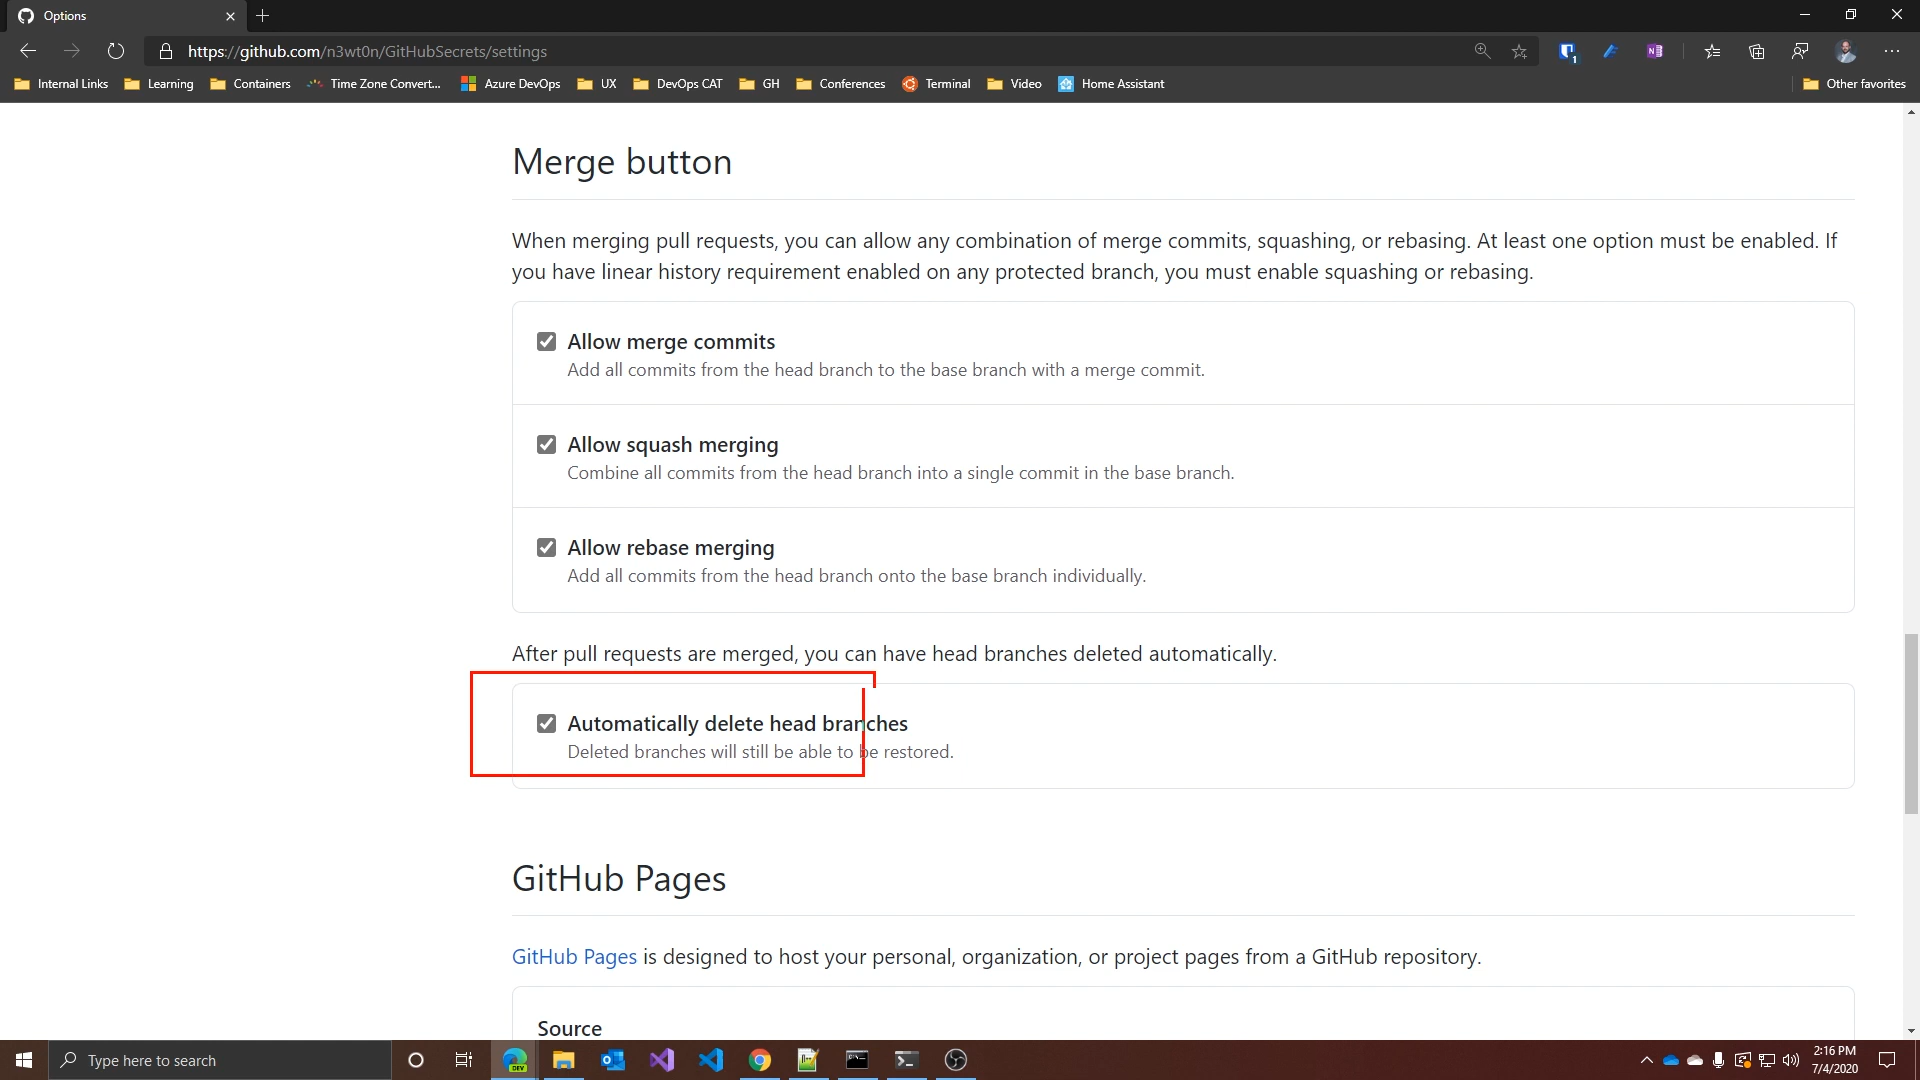 Options
https://github.com/n3wt0n/GitHubSecrets/settings
1
N
Internal Links
Learning
Containers
Time Zone Convert...
Azure DevOps
UX
DevOps CAT
GH
Conferences
Terminal
Video
Home Assistant
Other favorites
Merge button
When merging pull requests, you can allow any combination of merge commits, squashing, or rebasing. At least one option must be enabled. If
you have linear history requirement enabled on any protected branch, you must enable squashing or rebasing.
Allow merge commits
Add all commits from the head branch to the base branch with a merge commit.
Allow squash merging
Combine all commits from the head branch into a single commit in the base branch.
Allow rebase merging
Add all commits from the head branch onto the base branch individually.
After pull requests are merged, you can have head branches deleted automatically.
Automatically delete head branches
Deleted branches will still be able to be restored.
GitHub Pages
GitHub Pages is designed to host your personal, organization, or project pages from a GitHub repository.
Source
Type here to search
DEV
2:16 PM
7/4/2020